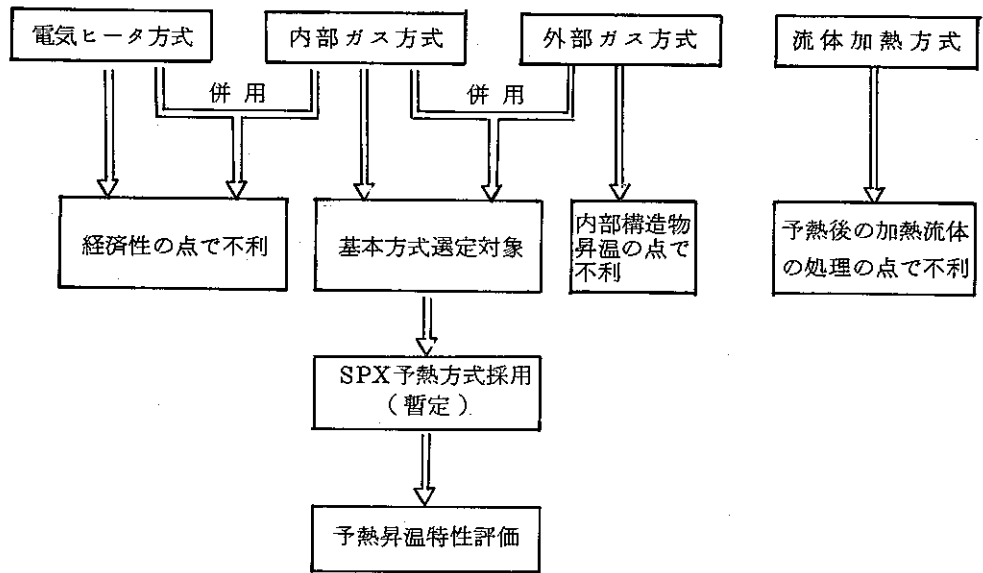 電気ヒータ方式
内部ガス方式
外部ガス方式
流体加熱方式
併用
併用
経済性の点で不利
基本方式選定対象
内部構造物
昇温の点で
不利
予熱後の加熱流体
の処理の点で不利
SPX予熱方式採用
(暫定)
予熱昇温特性評価